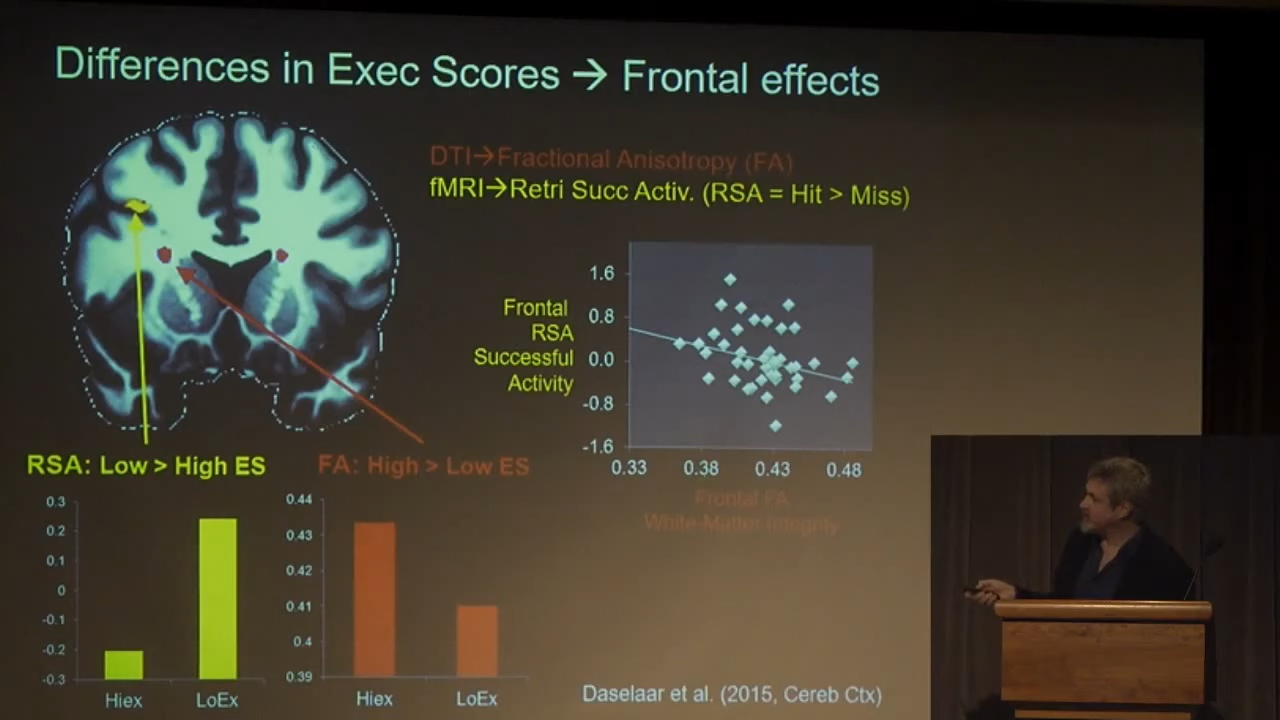 Differences in Exec Scores → Frontal effects
DTI→Fractional Anisotropy (FA)
fMRI→Retri Succ Activ. (RSA = Hit > Miss)
Frontal
RSA
Successful
Activity
1.6
0.8
0.0
-0.8
-1.6
0.33 0.38 0.43 0.48
Frontal FA
White-Matter Integrity
RSA: Low > High ES
0.3
0.2
0.1
0
-0.1
-0.2
-0.3
Hiex LoEx
FA: High > Low ES
0.44
0.43
0.42
0.41
0.4
0.39
Hiex LoEx
Daselaar et al. (2015, Cereb Ctx)